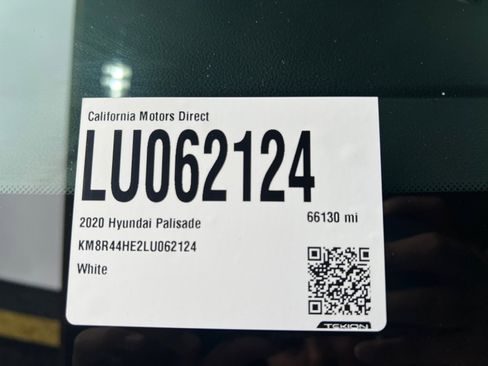 California Motors Direct
LU062124
2020 Hyundai Palisade 66130 mi
KM8R44HE2LU062124
White
TEKION